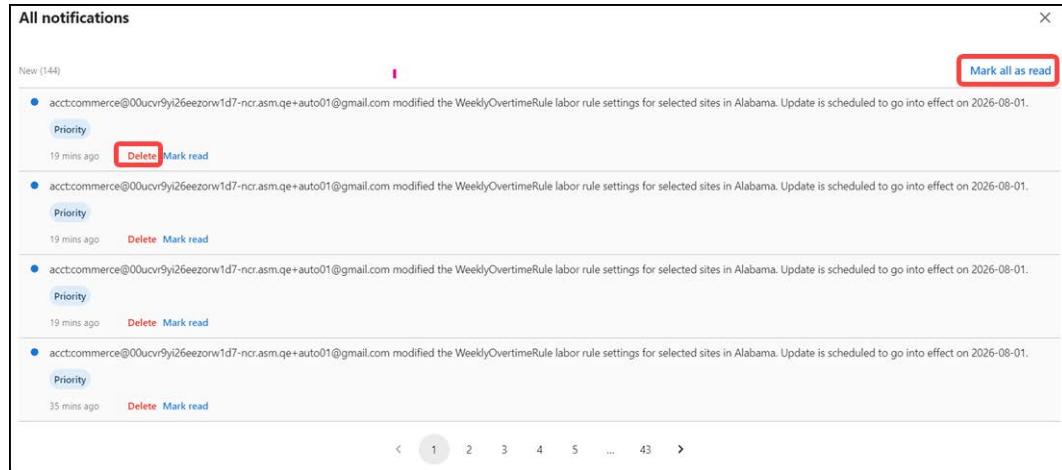 All notifications
New (144)
Mark all as read
acct:commerce@00ucvr9yi26eezorw1d7-ncr.asm.qe+auto01@gmail.com modified the WeeklyOvertimeRule labor rule settings for selected sites in Alabama. Update is scheduled to go into effect on 2026-08-01.
Priority
19 mins ago Delete Mark read
acct:commerce@00ucvr9yi26eezorw1d7-ncr.asm.qe+auto01@gmail.com modified the WeeklyOvertimeRule labor rule settings for selected sites in Alabama. Update is scheduled to go into effect on 2026-08-01.
Priority
19 mins ago Delete Mark read
acct:commerce@00ucvr9yi26eezorw1d7-ncr.asm.qe+auto01@gmail.com modified the WeeklyOvertimeRule labor rule settings for selected sites in Alabama. Update is scheduled to go into effect on 2026-08-01.
Priority
19 mins ago Delete Mark read
acct:commerce@00ucvr9yi26eezorw1d7-ncr.asm.qe+auto01@gmail.com modified the WeeklyOvertimeRule labor rule settings for selected sites in Alabama. Update is scheduled to go into effect on 2026-08-01.
Priority
35 mins ago Delete Mark read
< 1 2 3 4 5 ... 43 >